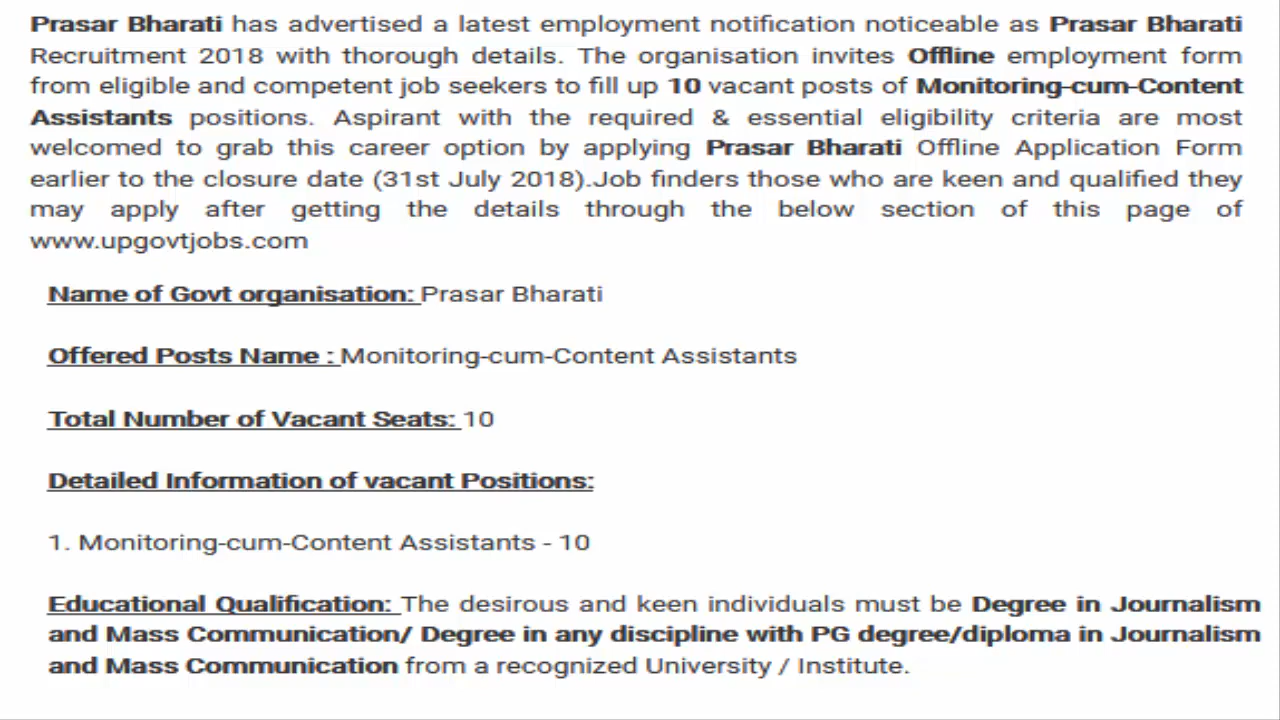 Prasar Bharati has advertised a latest employment notification noticeable as Prasar Bharati
Recruitment 2018 with thorough details. The organisation invites Offline employment form
from eligible and competent job seekers to fill up 10 vacant posts of Monitoring-cum-Content
Assistants positions. Aspirant with the required & essential eligibility criteria are most
welcomed to grab this career option by applying Prasar Bharati Offline Application Form
earlier to the closure date (31st July 2018).Job finders those who are keen and qualified they
may apply after getting the details through the below section of this page of
www.upgovtjobs.com
Name of Govt organisation: Prasar Bharati
Offered Posts Name : Monitoring-cum-Content Assistants
Total Number of Vacant Seats: 10
Detailed Information of vacant Positions:
1. Monitoring-cum-Content Assistants - 10
Educational Qualification: The desirous and keen individuals must be Degree in Journalism
and Mass Communication/ Degree in any discipline with PG degree/diploma in Journalism
and Mass Communication from a recognized University / Institute.